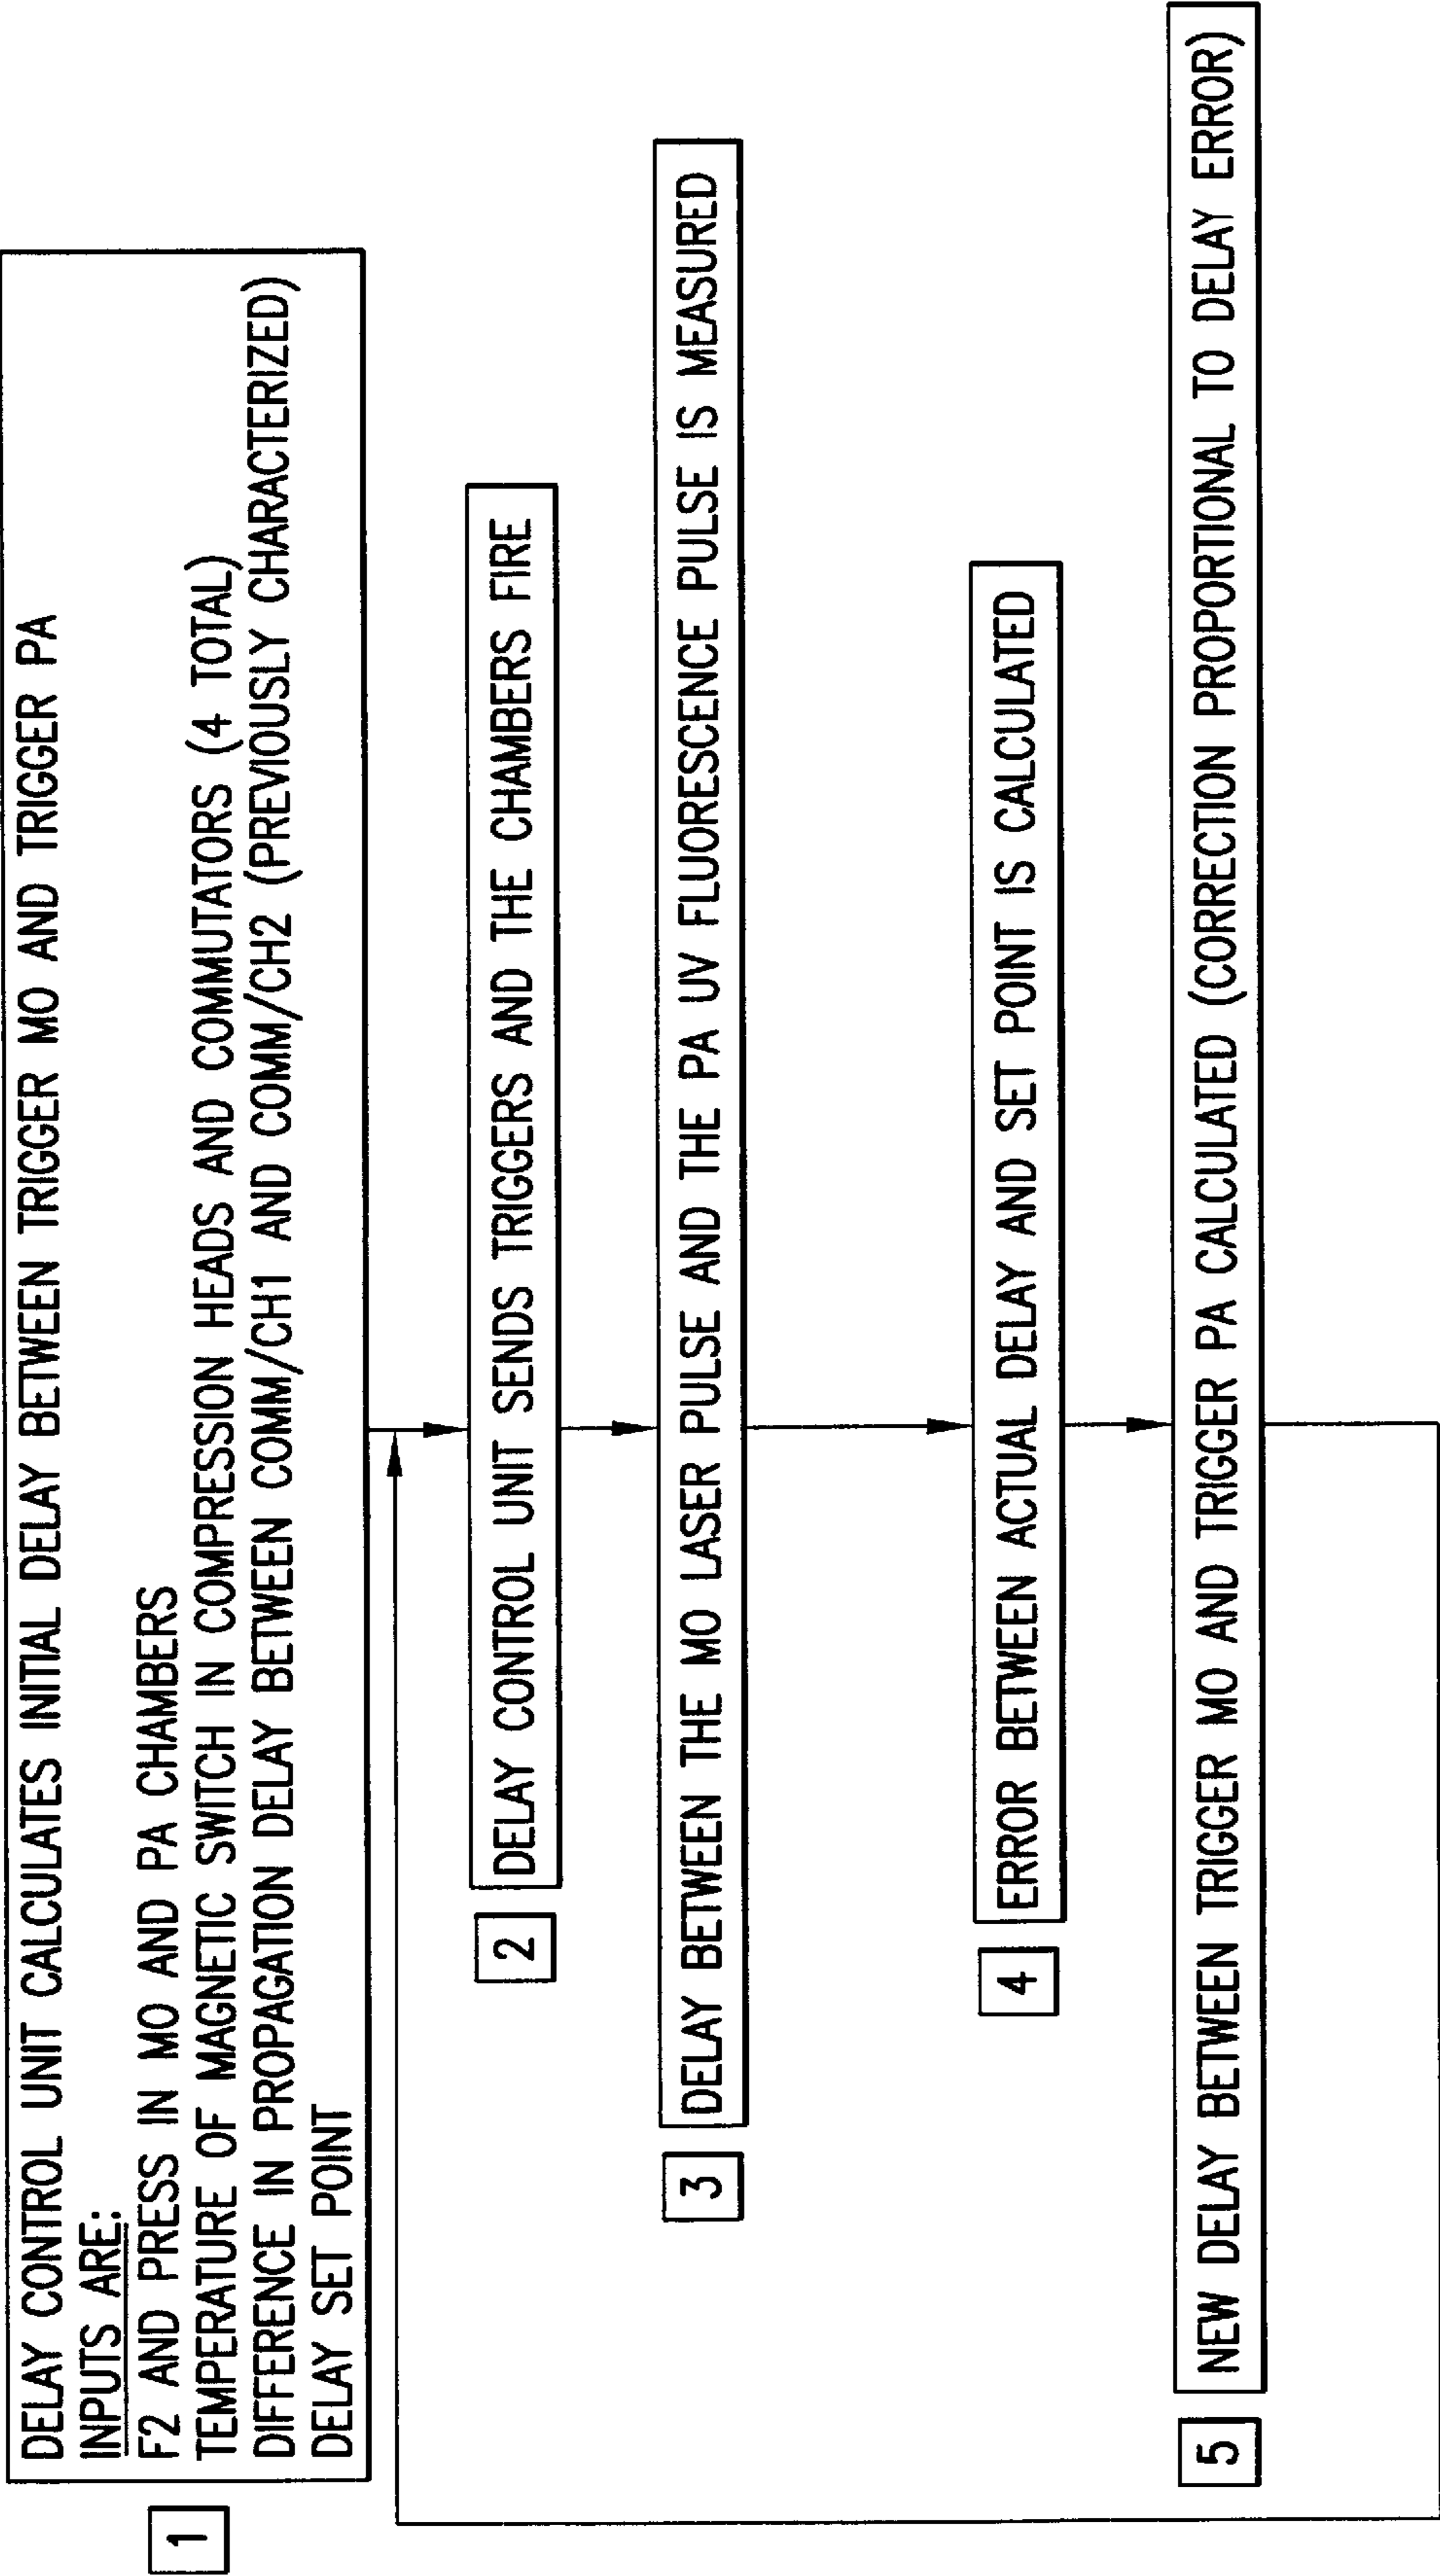 1
DELAY CONTROL UNIT CALCULATES INITIAL DELAY BETWEEN TRIGGER MO AND TRIGGER PA
INPUTS ARE:
F2 AND PRESS IN MO AND PA CHAMBERS
TEMPERATURE OF MAGNETIC SWITCH IN COMPRESSION HEADS AND COMMUTATORS (4 TOTAL)
DIFFERENCE IN PROPAGATION DELAY BETWEEN COMM/CH1 AND COMM/CH2 (PREVIOUSLY CHARACTERIZED)
DELAY SET POINT
2
DELAY CONTROL UNIT SENDS TRIGGERS AND THE CHAMBERS FIRE
3
DELAY BETWEEN THE MO LASER PULSE AND THE PA UV FLUORESCENCE PULSE IS MEASURED
4
ERROR BETWEEN ACTUAL DELAY AND SET POINT IS CALCULATED
5
NEW DELAY BETWEEN TRIGGER MO AND TRIGGER PA CALCULATED (CORRECTION PROPORTIONAL TO DELAY ERROR)